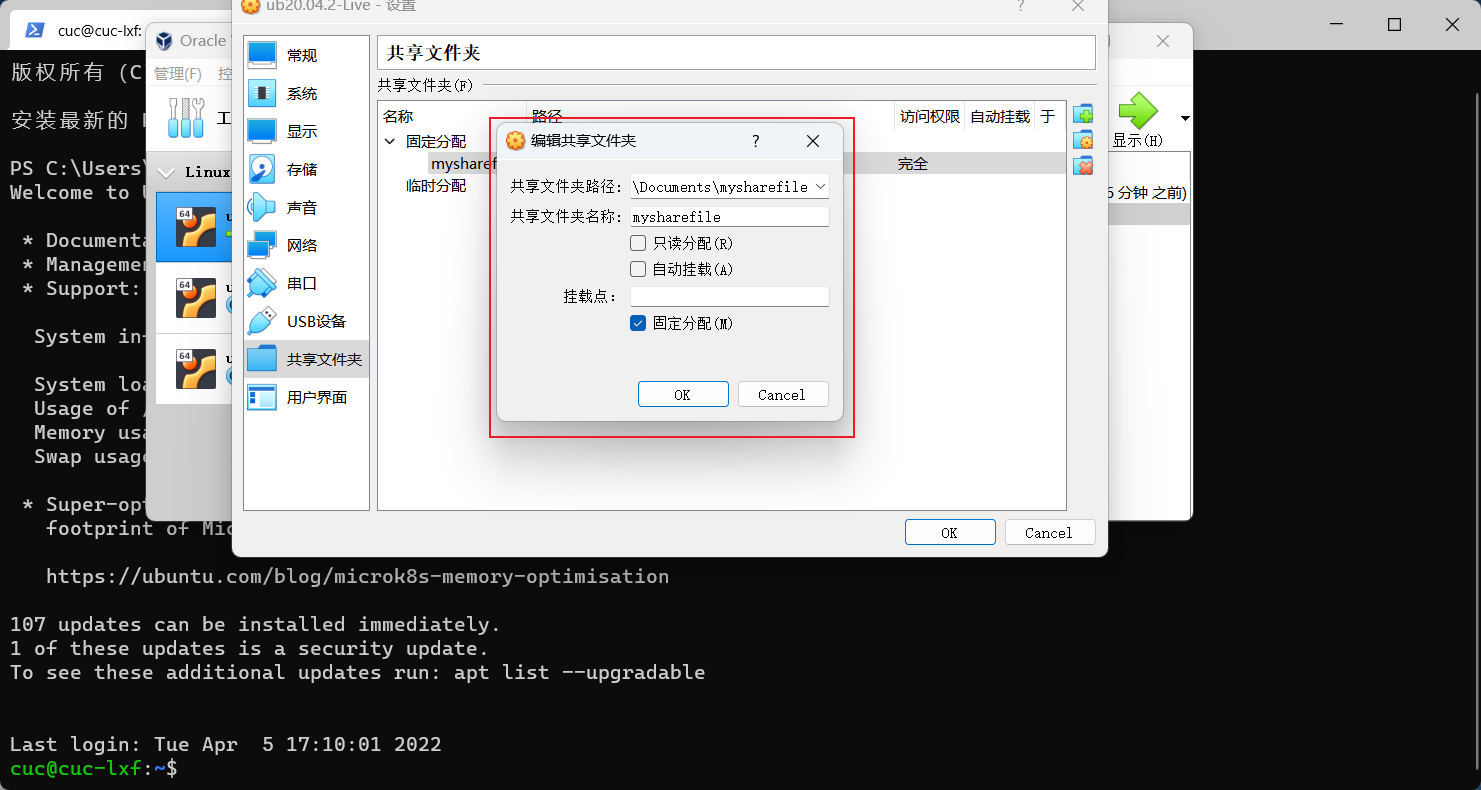 ub20.04.2-Live - 设置
cuc@cuc-lxf:
Oracle
管理(F) 控
工
Linux
常规
系统
显示
存储
声音
网络
串口
USB设备
共享文件夹
用户界面
共享文件夹
共享文件夹(F)
名称 路径 访问权限 自动挂载 于
固定分配
mysharef 完全
临时分配
编辑共享文件夹
共享文件夹路径: \Documents\mysharefile
共享文件夹名称: mysharefile
只读分配(R)
自动挂载(A)
挂载点:
固定分配(M)
OK Cancel
OK Cancel
显示(H)
分钟 之前)
版权所有 (C
安装最新的
PS C:\Users\
Welcome to
* Documenta
* Managemen
* Support:
System in
System loa
Usage of /
Memory usa
Swap usage
* Super-opt
footprint of Mic
https://ubuntu.com/blog/microk8s-memory-optimisation
107 updates can be installed immediately.
1 of these updates is a security update.
To see these additional updates run: apt list --upgradable
Last login: Tue Apr  5 17:10:01 2022
cuc@cuc-lxf:~$